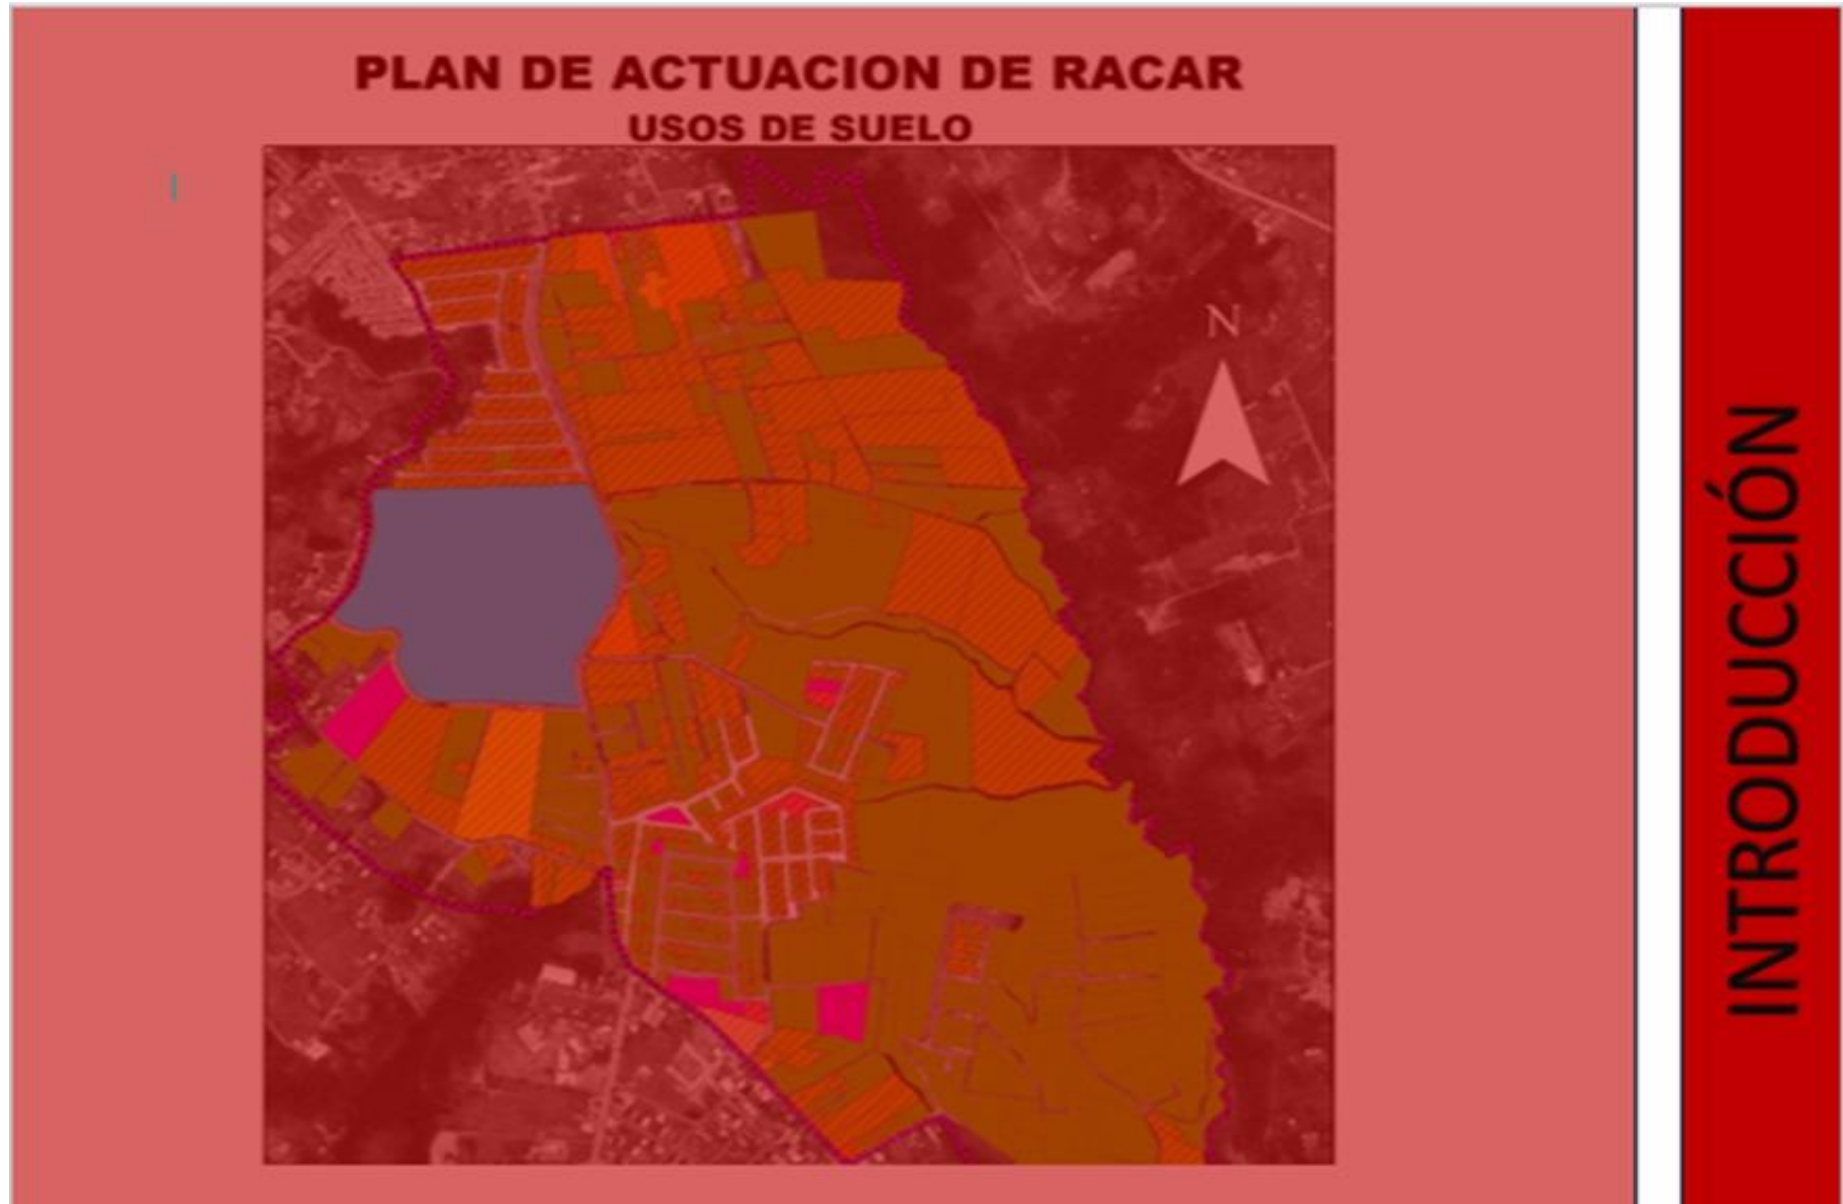 PLAN DE ACTUACION DE RACAR
USOS DE SUELO
N
INTRODUCCIÓN